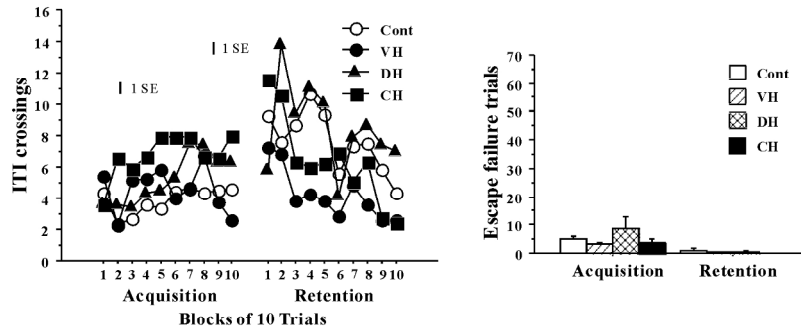 16
14
12
10
8
6
4
2
0
ITI crossings
1 SE
1 SE
Cont
VH
DH
CH
1 2 3 4 5 6 7 8 9 10
1 2 3 4 5 6 7 8 9 10
Acquisition Retention
Blocks of 10 Trials
70
60
50
40
30
20
10
0
Escape failure trials
Cont
VH
DH
CH
Acquisition Retention